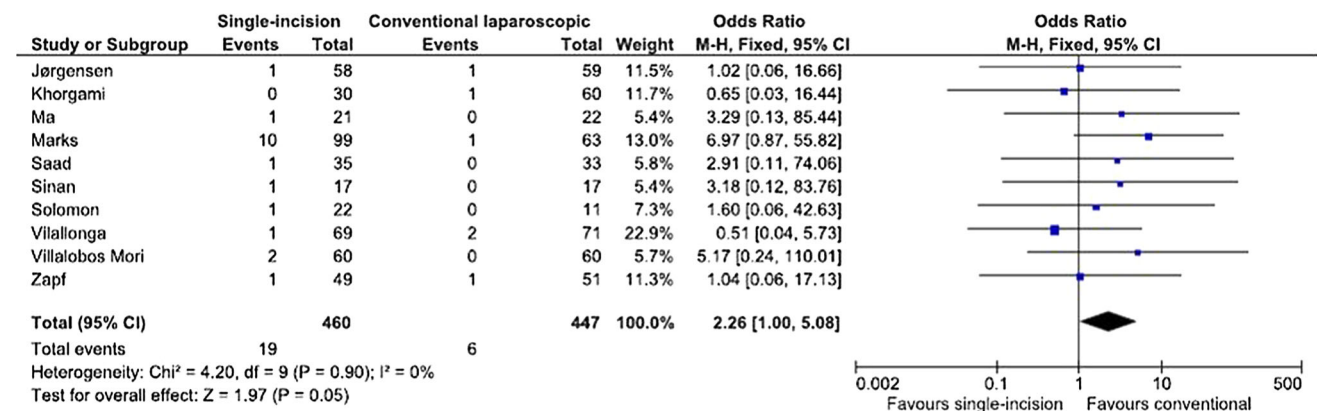 Single-incision Conventional laparoscopic Odds Ratio Odds Ratio
Study or Subgroup Events Total Events Total Weight M-H, Fixed, 95% CI M-H, Fixed, 95% CI
Jørgensen 1 58 1 59 11.5% 1.02 [0.06, 16.66]
Khorgami 0 30 1 60 11.7% 0.65 [0.03, 16.44]
Ma 1 21 0 22 5.4% 3.29 [0.13, 85.44]
Marks 10 99 1 63 13.0% 6.97 [0.87, 55.82]
Saad 1 35 0 33 5.8% 2.91 [0.11, 74.06]
Sinan 1 17 0 17 5.4% 3.18 [0.12, 83.76]
Solomon 1 22 0 11 7.3% 1.60 [0.06, 42.63]
Vilallonga 1 69 2 71 22.9% 0.51 [0.04, 5.73]
Villalobos Mori 2 60 0 60 5.7% 5.17 [0.24, 110.01]
Zapf 1 49 1 51 11.3% 1.04 [0.06, 17.13]
Total (95% CI) 460 447 100.0% 2.26 [1.00, 5.08]
Total events 19 6
Heterogeneity: Chi² = 4.20, df = 9 (P = 0.90); I² = 0%
Test for overall effect: Z = 1.97 (P = 0.05)
0.002 0.1 1 10 500
Favours single-incision Favours conventional